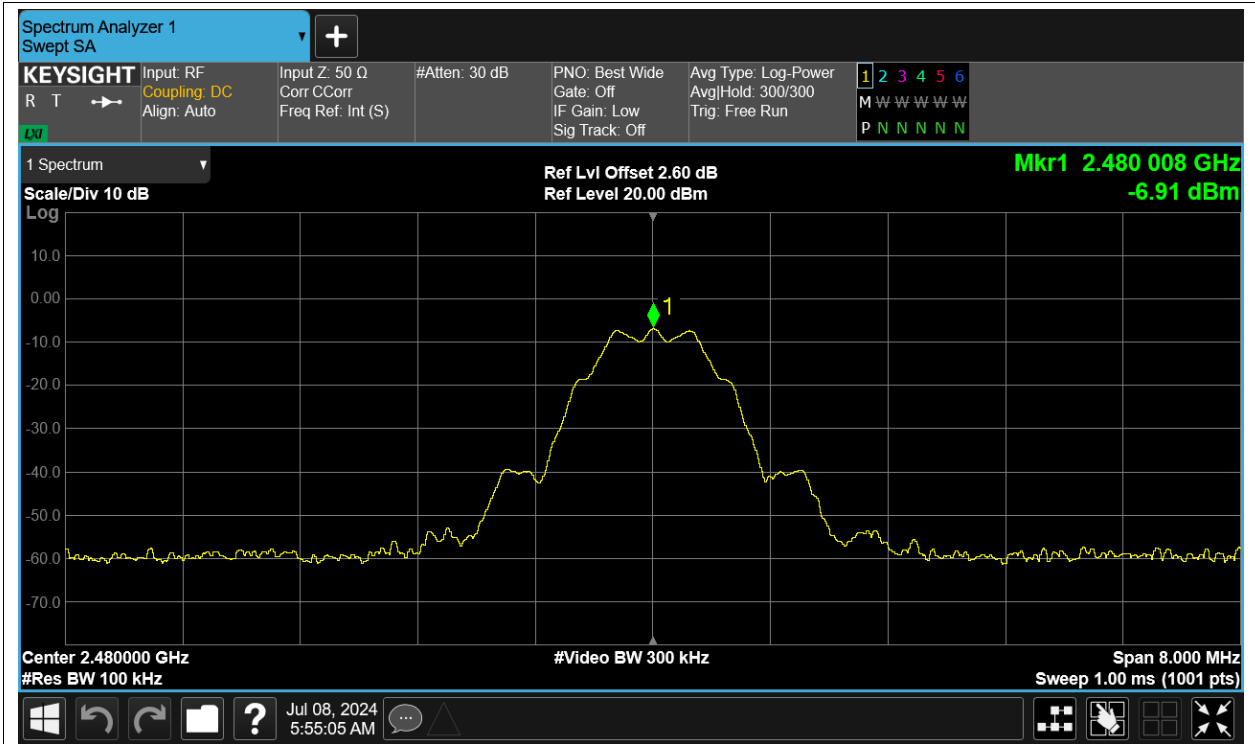 Spectrum Analyzer 1
Swept SA
+
KEYSIGHT
R T
LXI
Input: RF
Coupling: DC
Align: Auto
Input Z: 50 Ω
Corr CCorr
Freq Ref: Int (S)
#Atten: 30 dB
PNO: Best Wide
Gate: Off
IF Gain: Low
Sig Track: Off
Avg Type: Log-Power
Avg|Hold: 300/300
Trig: Free Run
1 2 3 4 5 6
M W W W W W
P N N N N N
1 Spectrum
Scale/Div 10 dB
Log
Ref Lvl Offset 2.60 dB
Ref Level 20.00 dBm
Mkr1 2.480 008 GHz
-6.91 dBm
10.0
0.00
1
-10.0
-20.0
-30.0
-40.0
-50.0
-60.0
-70.0
Center 2.480000 GHz
#Res BW 100 kHz
#Video BW 300 kHz
Span 8.000 MHz
Sweep 1.00 ms (1001 pts)
?
Jul 08, 2024
5:55:05 AM